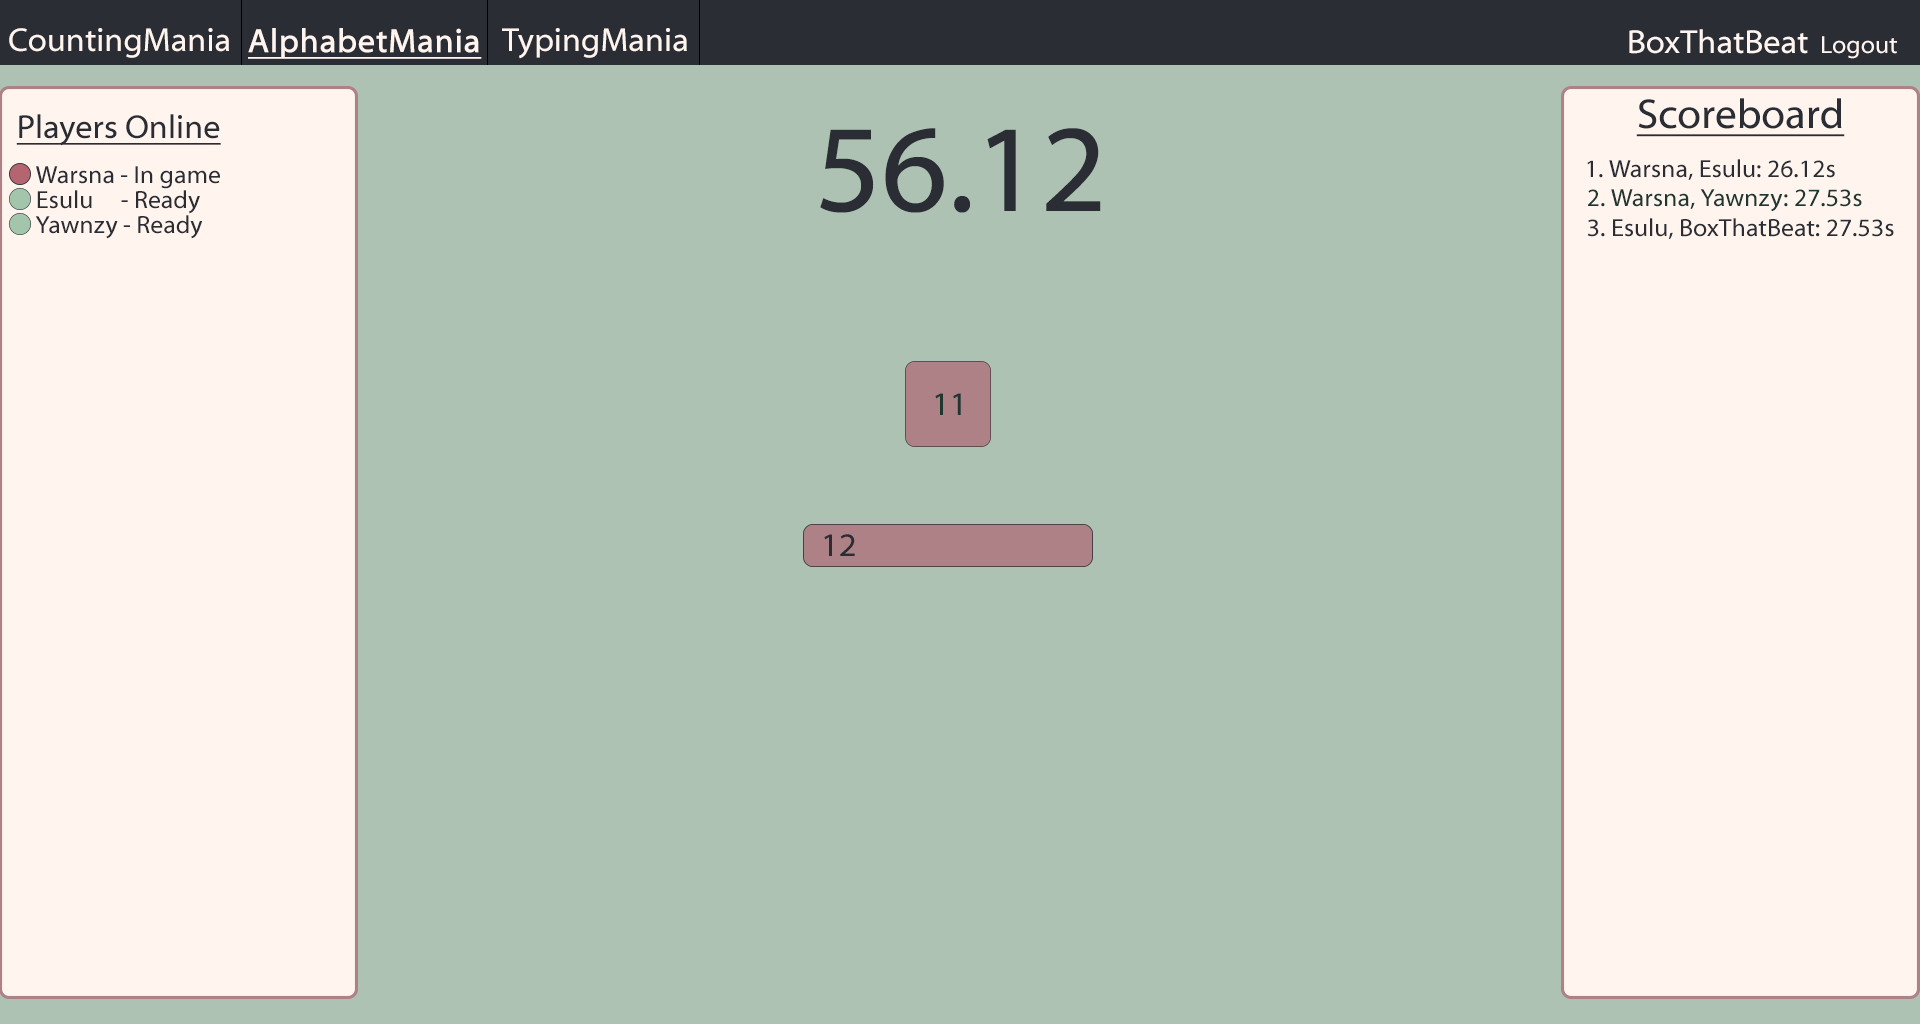 CountingMania AlphabetMania TypingMania BoxThatBeat Logout
Players Online
Warsna - In game
Esulu - Ready
Yawnzy - Ready
56.12
11
12
Scoreboard
1. Warsna, Esulu: 26.12s
2. Warsna, Yawnzy: 27.53s
3. Esulu, BoxThatBeat: 27.53s